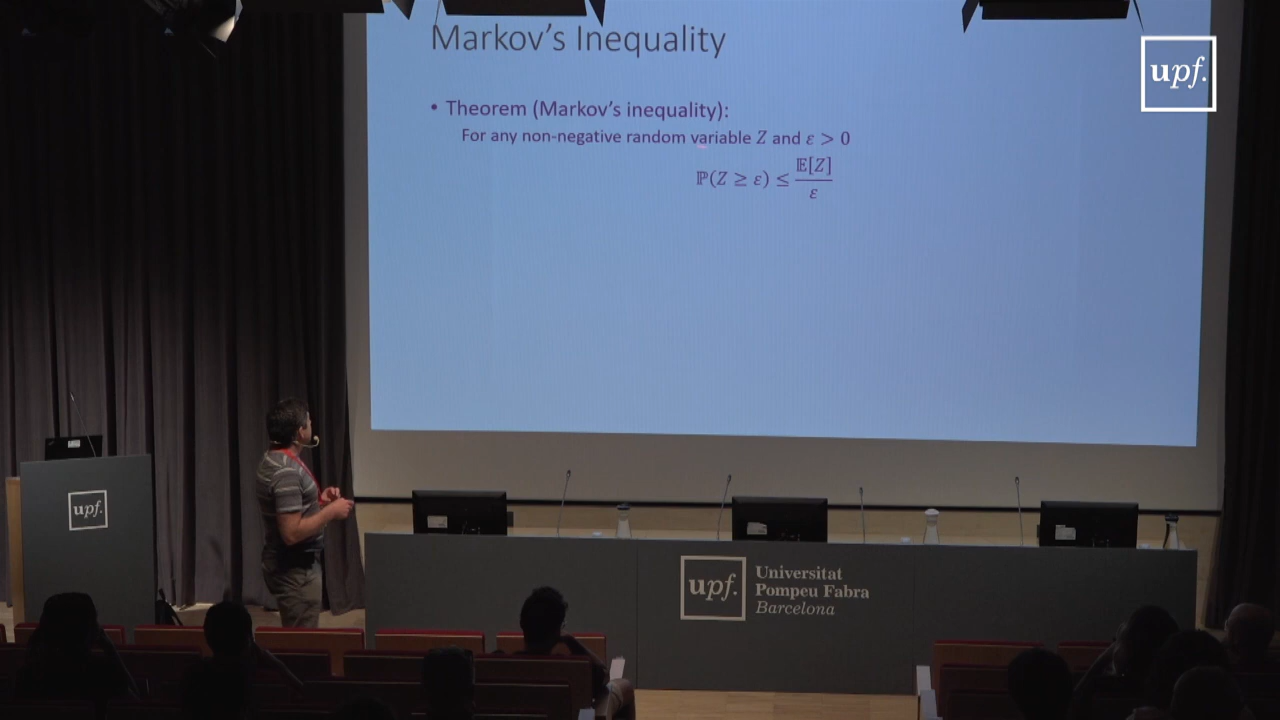 Markov's Inequality
upf.
• Theorem (Markov's inequality):
For any non-negative random variable Z and ε > 0
ℙ(Z ≥ ε) ≤ 𝔼[Z] / ε
upf.
upf.
Universitat
Pompeu Fabra
Barcelona